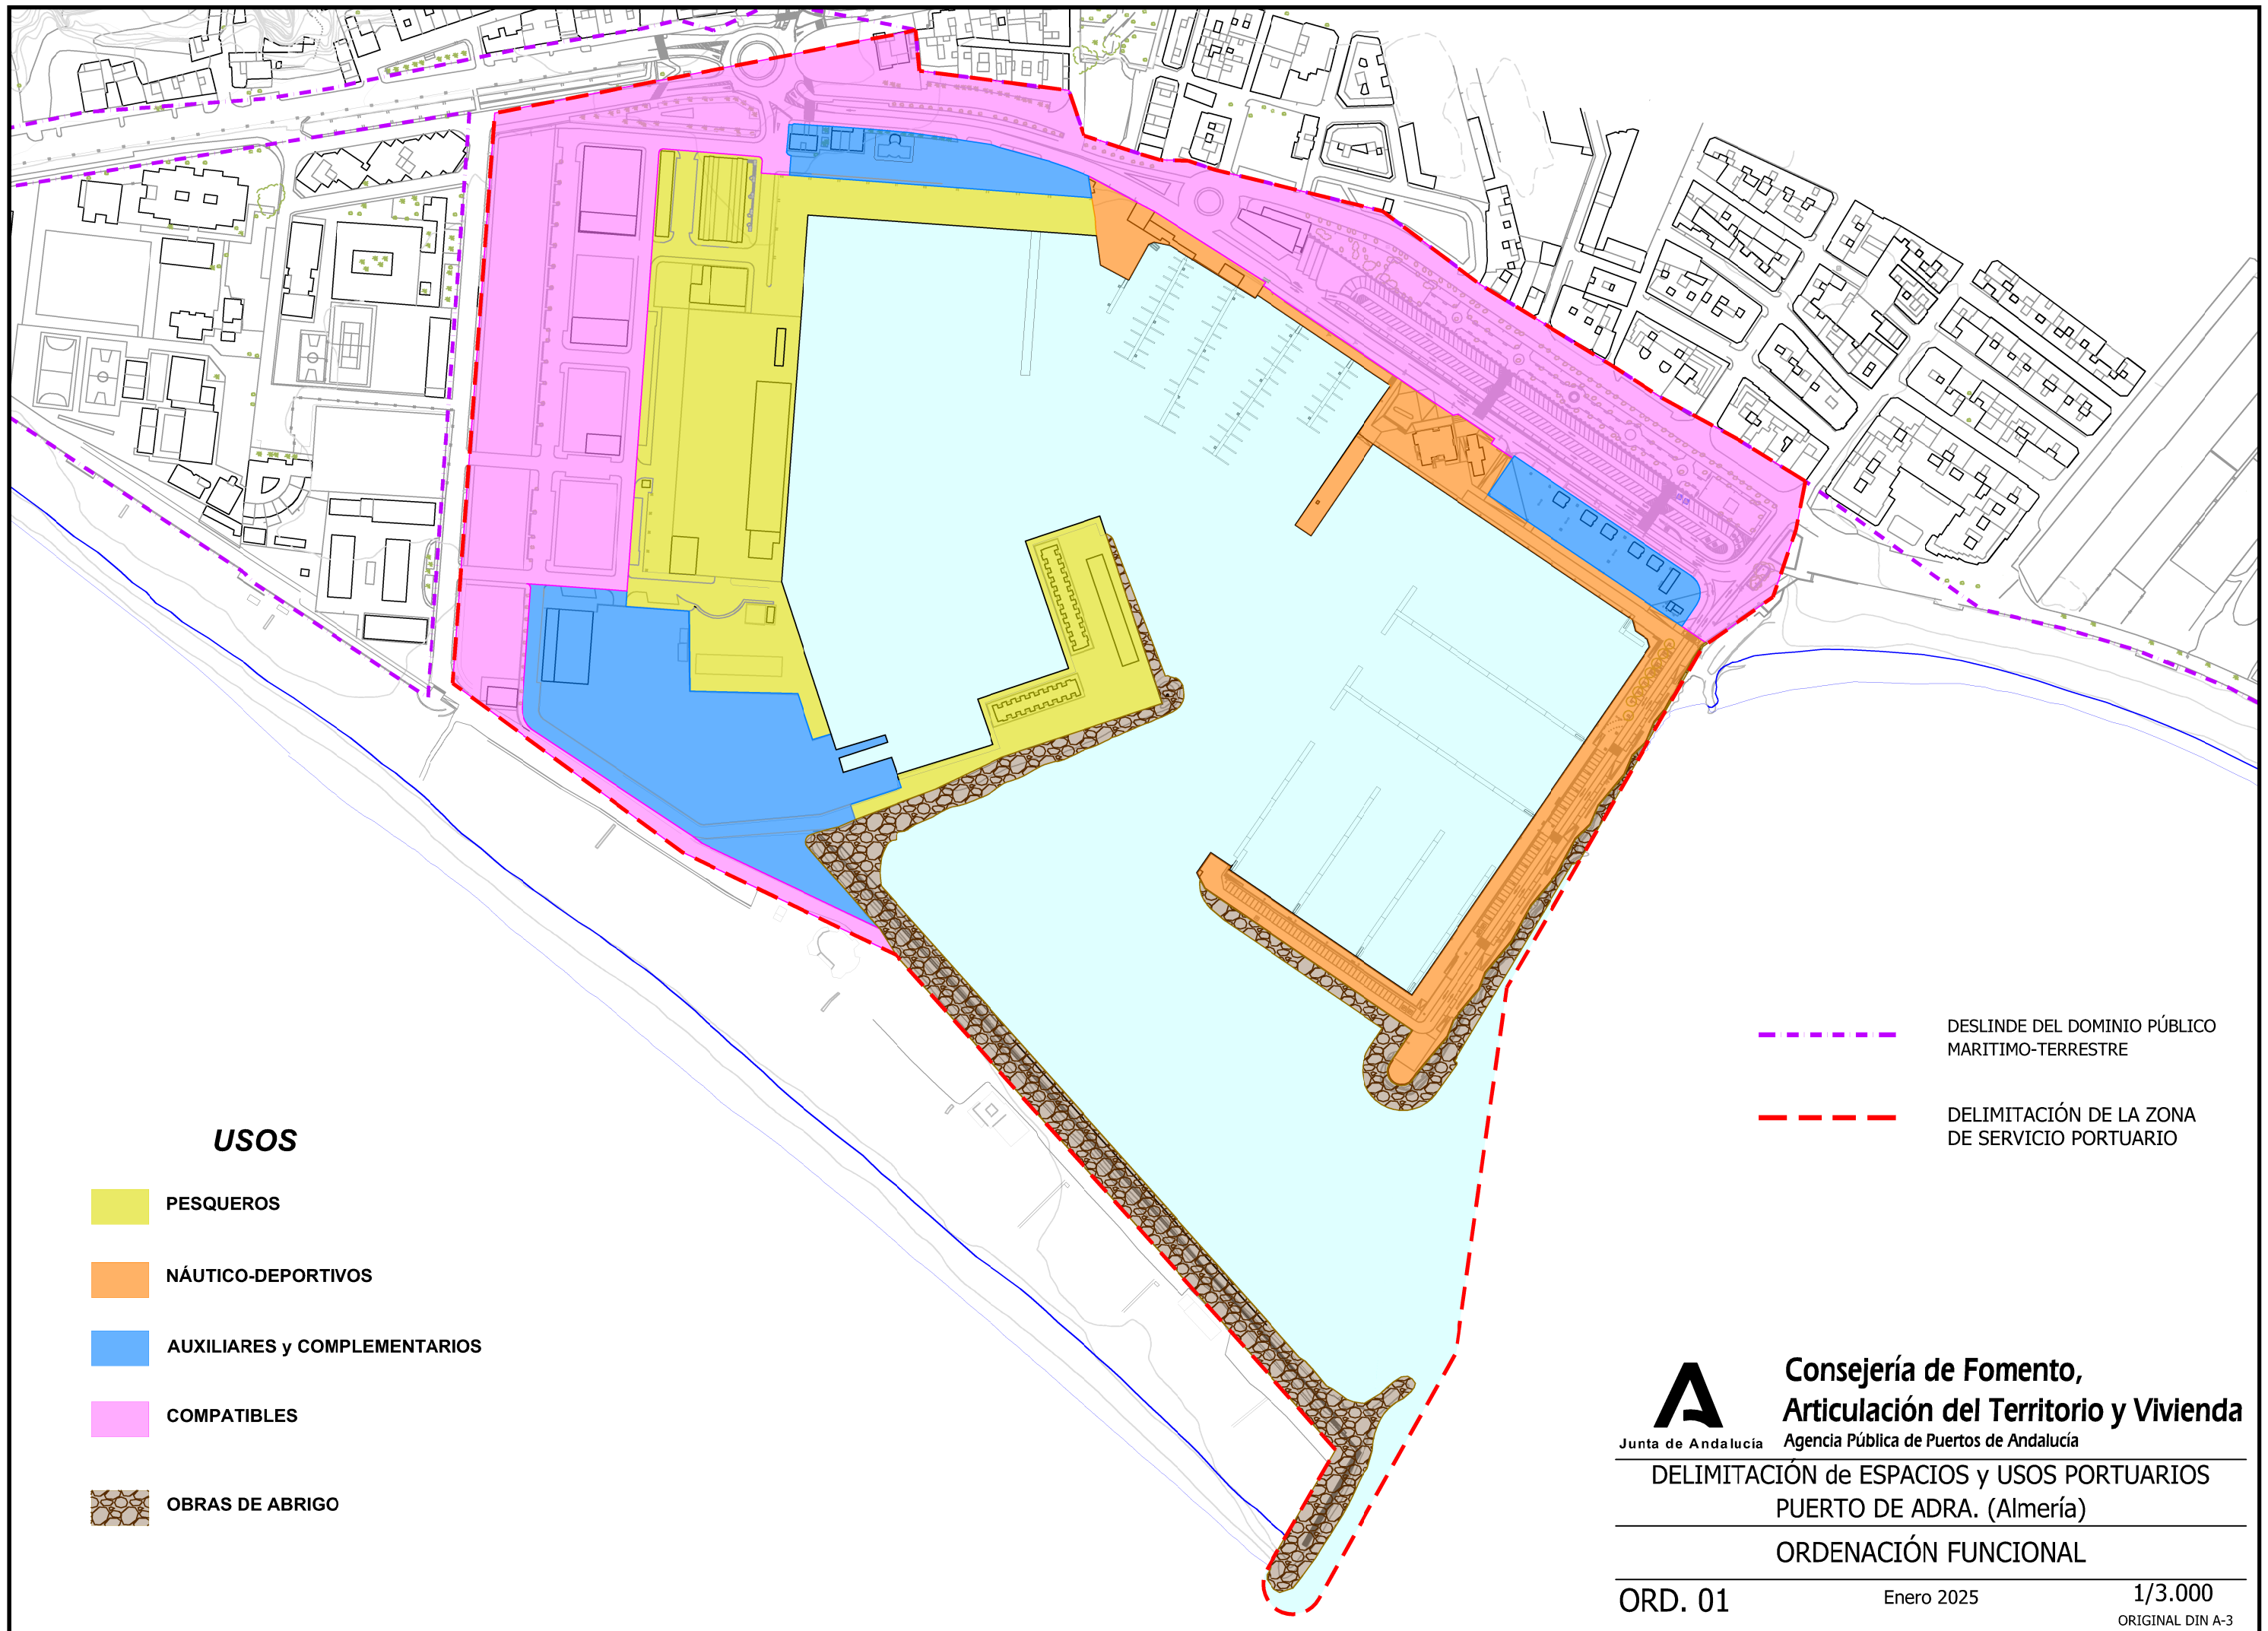 DESLINDE DEL DOMINIO PÚBLICO
MARITIMO-TERRESTRE
DELIMITACIÓN DE LA ZONA
DE SERVICIO PORTUARIO
USOS
PESQUEROS
NÁUTICO-DEPORTIVOS
AUXILIARES y COMPLEMENTARIOS
COMPATIBLES
OBRAS DE ABRIGO
Junta de Andalucía
Consejería de Fomento,
Articulación del Territorio y Vivienda
Agencia Pública de Puertos de Andalucía
DELIMITACIÓN de ESPACIOS y USOS PORTUARIOS
PUERTO DE ADRA. (Almería)
ORDENACIÓN FUNCIONAL
ORD. 01
Enero 2025
1/3.000
ORIGINAL DIN A-3